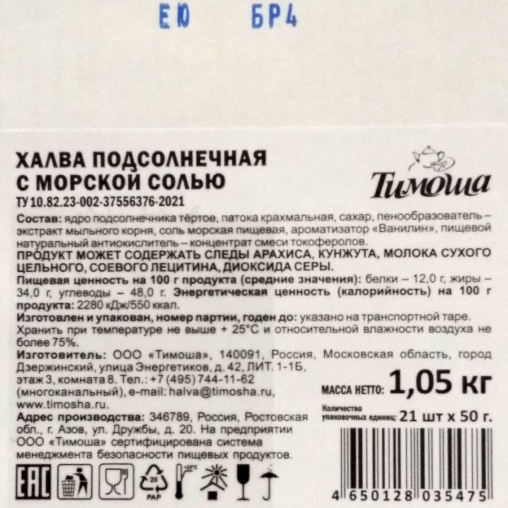 ЕЮ БР4
ХАЛВА ПОДСОЛНЕЧНАЯ
С МОРСКОЙ СОЛЬЮ
ТУ 10.82.23-002-37556376-2021
Тимоша
Состав: ядро подсолнечника тёртое, патока крахмальная, сахар, пенообразователь –
экстракт мыльного корня, соль морская пищевая, ароматизатор «Ванилин», пищевой
натуральный антиокислитель – концентрат смеси токоферолов.
ПРОДУКТ МОЖЕТ СОДЕРЖАТЬ СЛЕДЫ АРАХИСА, КУНЖУТА, МОЛОКА СУХОГО
ЦЕЛЬНОГО, СОЕВОГО ЛЕЦИТИНА, ДИОКСИДА СЕРЫ.
Пищевая ценность на 100 г продукта (средние значения): белки – 12,0 г, жиры –
34,0 г, углеводы – 48,0 г. Энергетическая ценность (калорийность) на 100 г
продукта: 2280 кДж/550 ккал.
Изготовлен и упакован, номер партии, годен до: указано на транспортной таре.
Хранить при температуре не выше + 25°С и относительной влажности воздуха не
более 75%.
Изготовитель: ООО «Тимоша», 140091, Россия, Московская область, город
Дзержинский, улица Энергетиков, д. 42, ЛИТ. 1-1Б,
этаж 3, комната 8. Тел.: +7 (495) 744-11-62
(многоканальный), e-mail: halva@timosha.ru,
www.timosha.ru.
Адрес производства: 346789, Россия, Ростовская
обл., г. Азов, ул. Дружбы, д. 20. На предприятии
ООО «Тимоша» сертифицирована система
менеджмента безопасности пищевых продуктов.
МАССА НЕТТО: 1,05 кг
Количество
упаковочных единиц: 21 шт х 50 г.
EAC
20
PAP
4 650128 035475